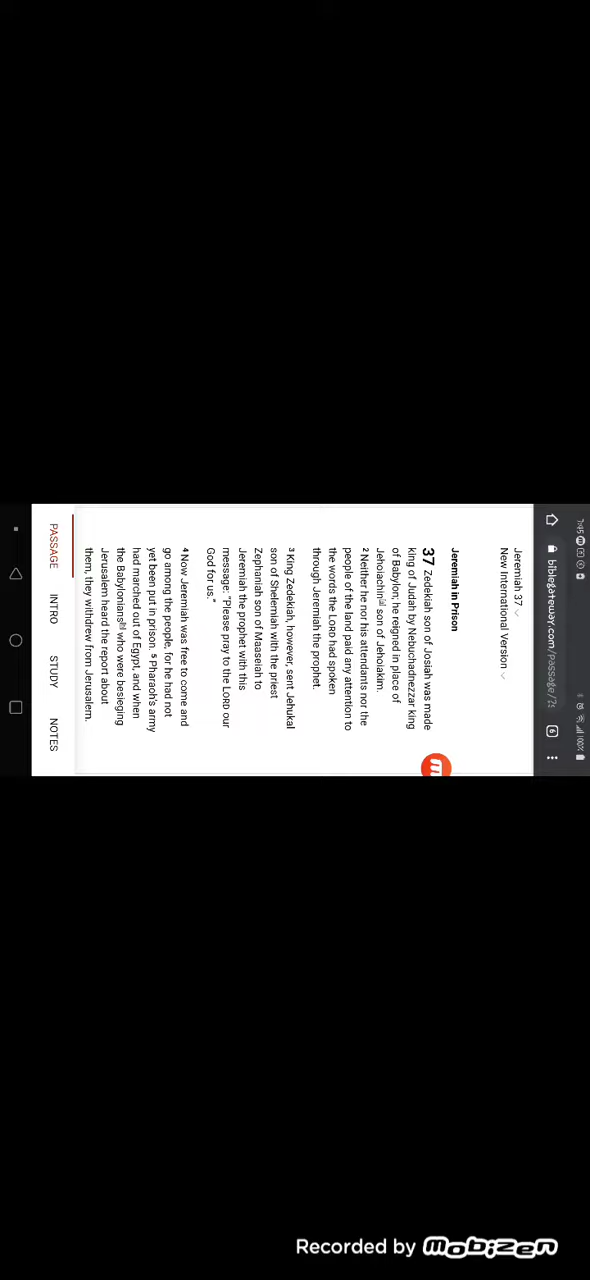 7:45
100%
biblegateway.com/passage/?s
6
Jeremiah 37
New International Version
Jeremiah in Prison
37 Zedekiah son of Josiah was made
king of Judah by Nebuchadnezzar king
of Babylon; he reigned in place of
Jehoiachin[a] son of Jehoiakim.
2 Neither he nor his attendants nor the
people of the land paid any attention to
the words the LORD had spoken
through Jeremiah the prophet.
3 King Zedekiah, however, sent Jehukal
son of Shelemiah with the priest
Zephaniah son of Maaseiah to
Jeremiah the prophet with this
message: "Please pray to the LORD our
God for us."
4 Now Jeremiah was free to come and
go among the people, for he had not
yet been put in prison. 5 Pharaoh's army
had marched out of Egypt, and when
the Babylonians[b] who were besieging
Jerusalem heard the report about
them, they withdrew from Jerusalem.
PASSAGE INTRO STUDY NOTES
Recorded by mobizen